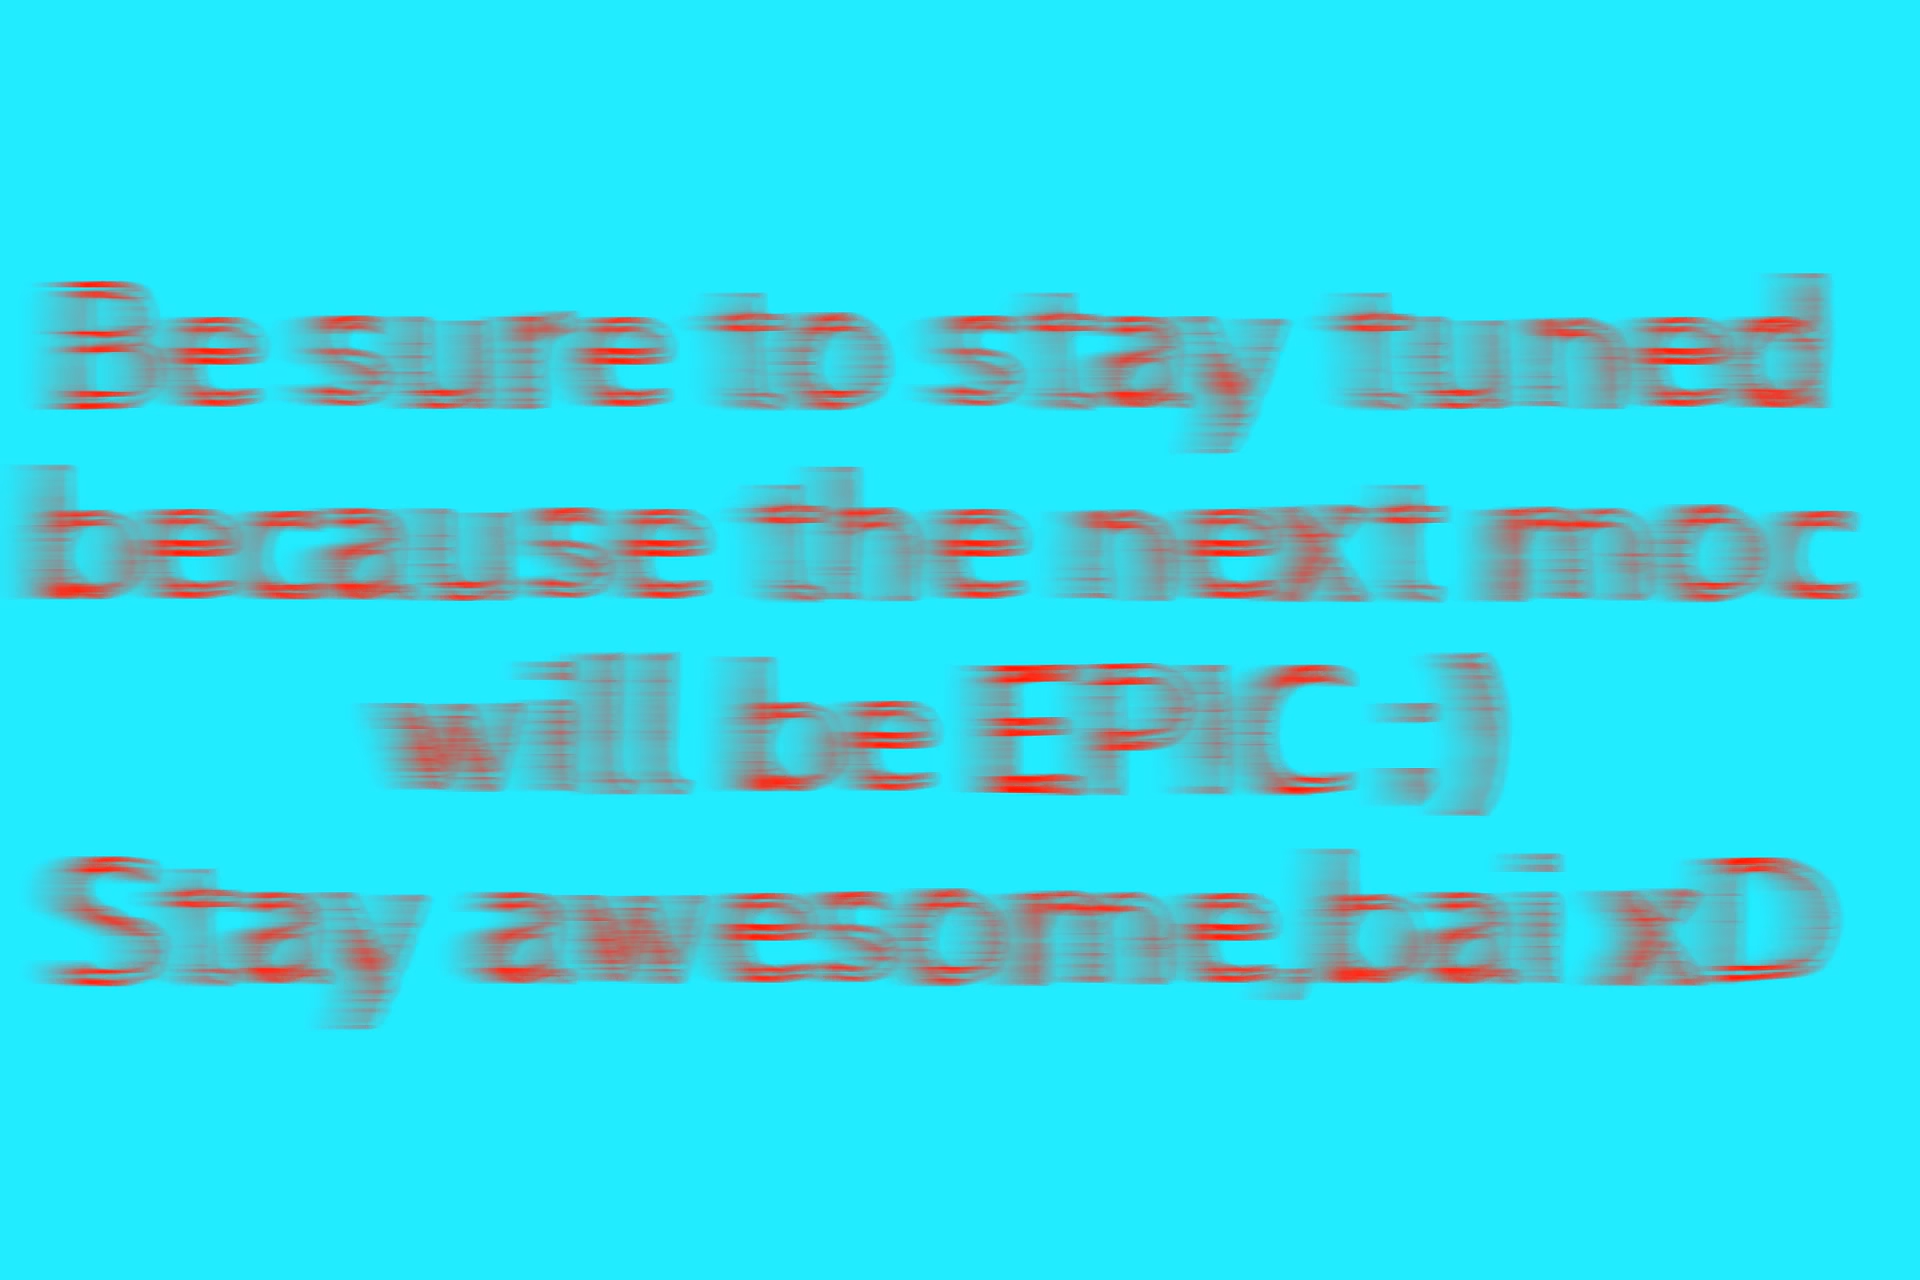 Be sure to stay tuned
because the next moc
will be EPIC :-)
Stay awesome, bai xD